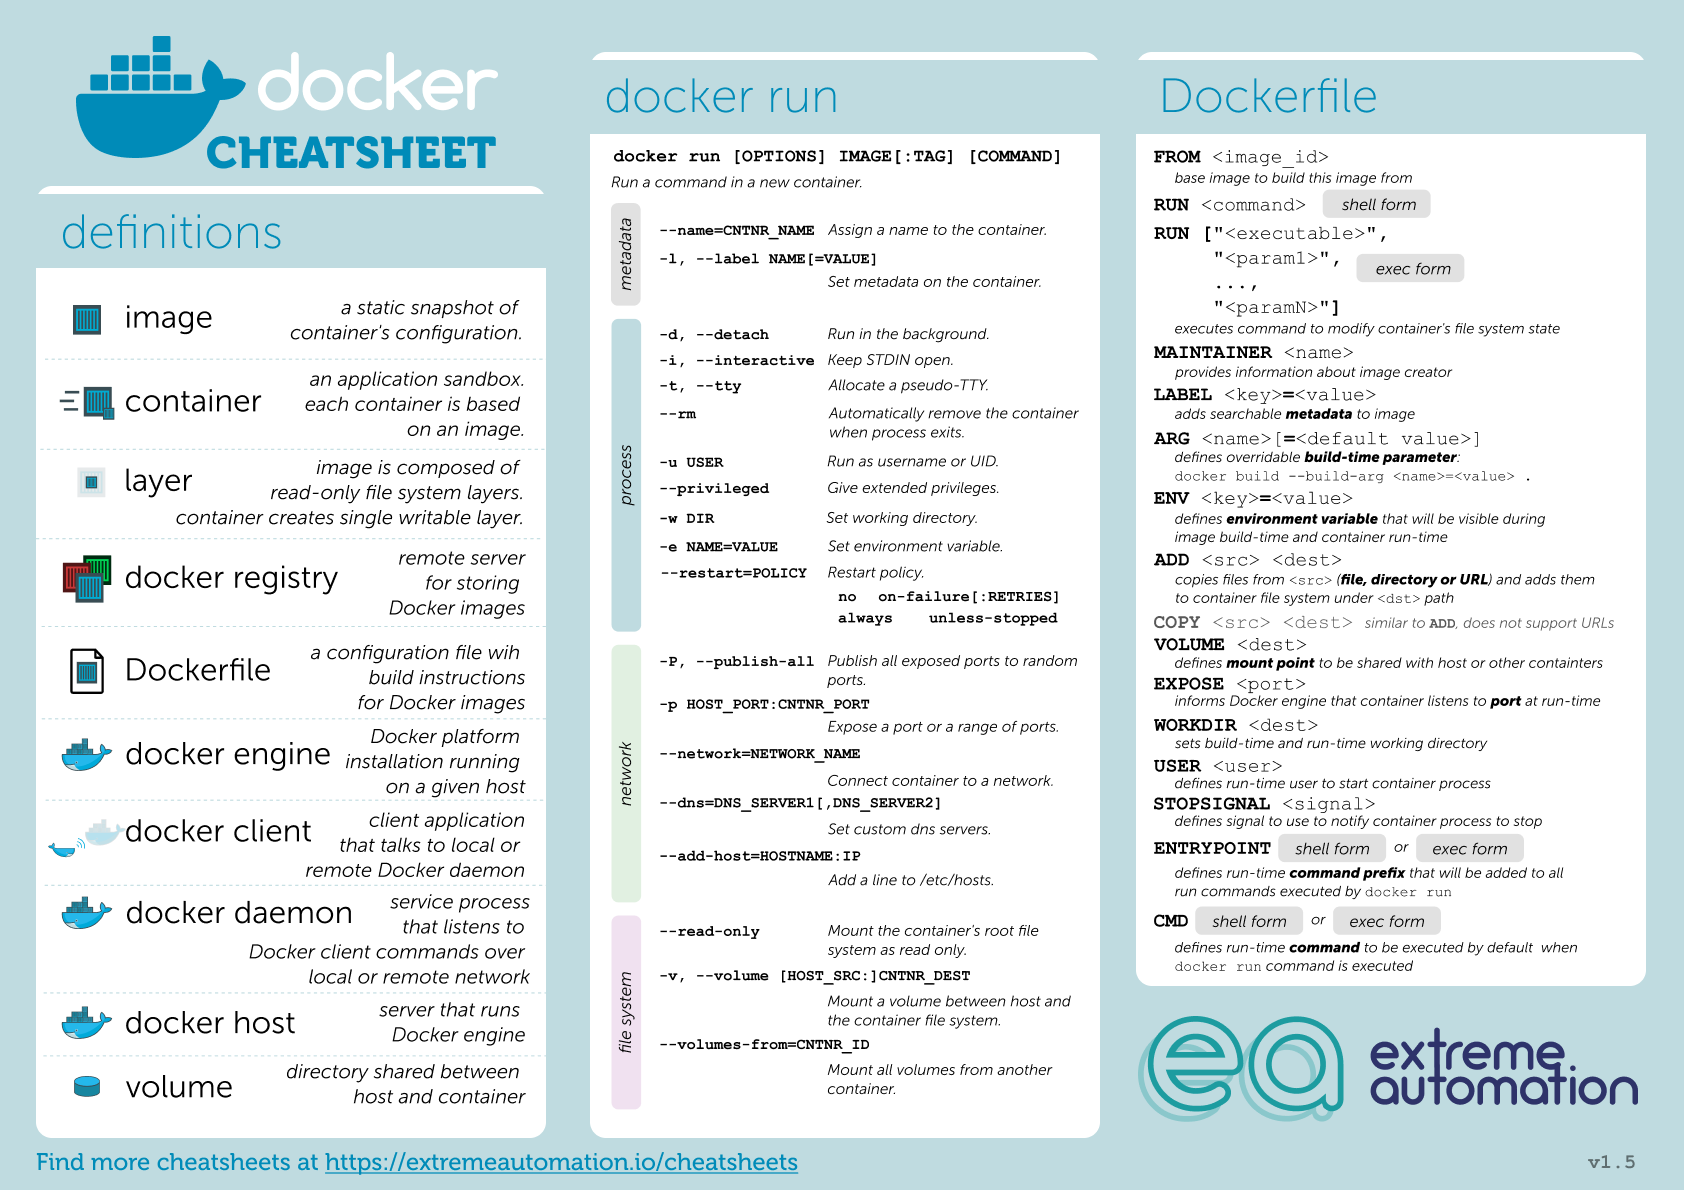 docker
CHEATSHEET
definitions
image
a static snapshot of
container's configuration.
container
an application sandbox.
each container is based
on an image.
layer
image is composed of
read-only file system layers.
container creates single writable layer.
docker registry
remote server
for storing
Docker images
Dockerfile
a configuration file wih
build instructions
for Docker images
docker engine
Docker platform
installation running
on a given host
docker client
client application
that talks to local or
remote Docker daemon
docker daemon
service process
that listens to
Docker client commands over
local or remote network
docker host
server that runs
Docker engine
volume
directory shared between
host and container
docker run
docker run [OPTIONS] IMAGE[:TAG] [COMMAND]
Run a command in a new container.
metadata
--name=CNTNR_NAME Assign a name to the container.
-l, --label NAME[=VALUE]
Set metadata on the container.
process
-d, --detach Run in the background.
-i, --interactive Keep STDIN open.
-t, --tty Allocate a pseudo-TTY.
--rm Automatically remove the container
when process exits.
-u USER Run as username or UID.
--privileged Give extended privileges.
-w DIR Set working directory.
-e NAME=VALUE Set environment variable.
--restart=POLICY Restart policy.
no on-failure[:RETRIES]
always unless-stopped
network
-P, --publish-all Publish all exposed ports to random
ports.
-p HOST_PORT:CNTNR_PORT
Expose a port or a range of ports.
--network=NETWORK_NAME
Connect container to a network.
--dns=DNS_SERVER1[,DNS_SERVER2]
Set custom dns servers.
--add-host=HOSTNAME:IP
Add a line to /etc/hosts.
file system
--read-only Mount the container's root file
system as read only.
-v, --volume [HOST_SRC:]CNTNR_DEST
Mount a volume between host and
the container file system.
--volumes-from=CNTNR_ID
Mount all volumes from another
container.
Dockerfile
FROM <image_id>
base image to build this image from
RUN <command> shell form
RUN ["<executable>",
"<param1>",
exec form
...,
"<paramN>"]
executes command to modify container's file system state
MAINTAINER <name>
provides information about image creator
LABEL <key>=<value>
adds searchable metadata to image
ARG <name>[=<default value>]
defines overridable build-time parameter:
docker build --build-arg <name>=<value> .
ENV <key>=<value>
defines environment variable that will be visible during
image build-time and container run-time
ADD <src> <dest>
copies files from <src> (file, directory or URL) and adds them
to container file system under <dst> path
COPY <src> <dest> similar to ADD, does not support URLs
VOLUME <dest>
defines mount point to be shared with host or other containters
EXPOSE <port>
informs Docker engine that container listens to port at run-time
WORKDIR <dest>
sets build-time and run-time working directory
USER <user>
defines run-time user to start container process
STOPSIGNAL <signal>
defines signal to use to notify container process to stop
ENTRYPOINT shell form or exec form
defines run-time command prefix that will be added to all
run commands executed by docker run
CMD shell form or exec form
defines run-time command to be executed by default when
docker run command is executed
ea
extreme
automation
Find more cheatsheets at https://extremeautomation.io/cheatsheets
v1.5